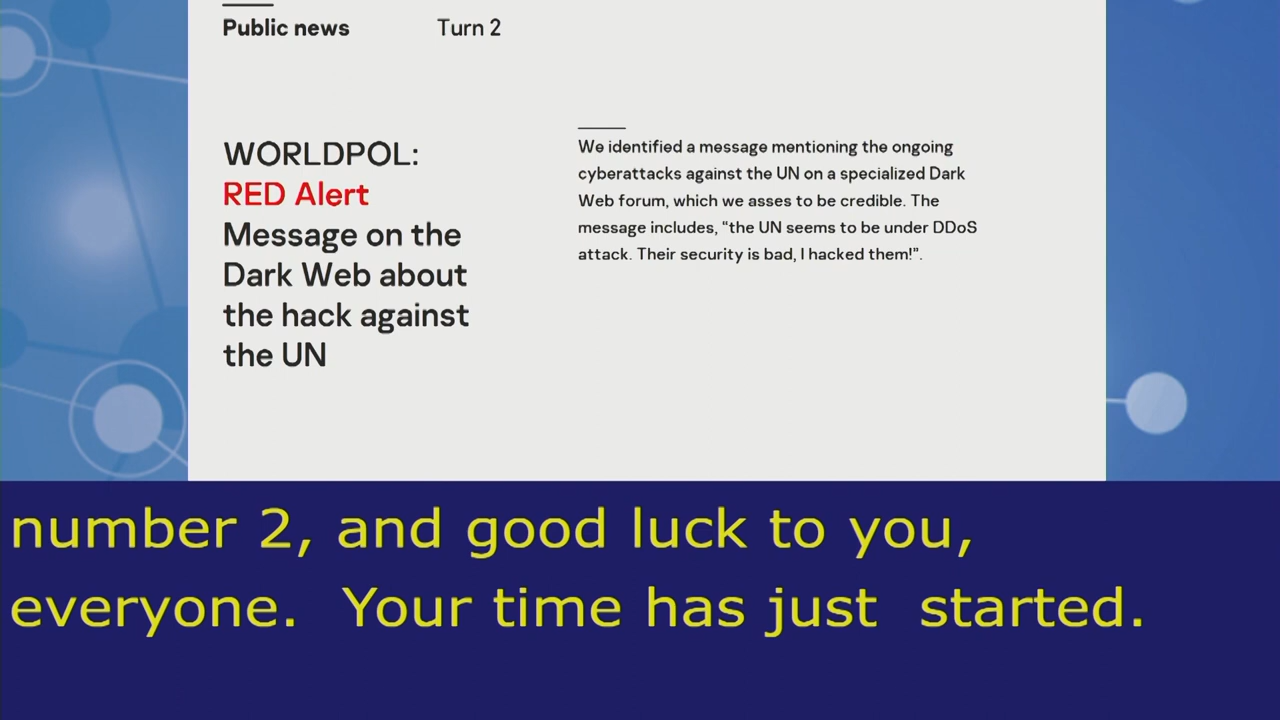 Public news
Turn 2
WORLDPOL:
RED Alert
Message on the
Dark Web about
the hack against
the UN
We identified a message mentioning the ongoing
cyberattacks against the UN on a specialized Dark
Web forum, which we asses to be credible. The
message includes, “the UN seems to be under DDoS
attack. Their security is bad, I hacked them!”.
number 2, and good luck to you,
everyone.  Your time has just  started.